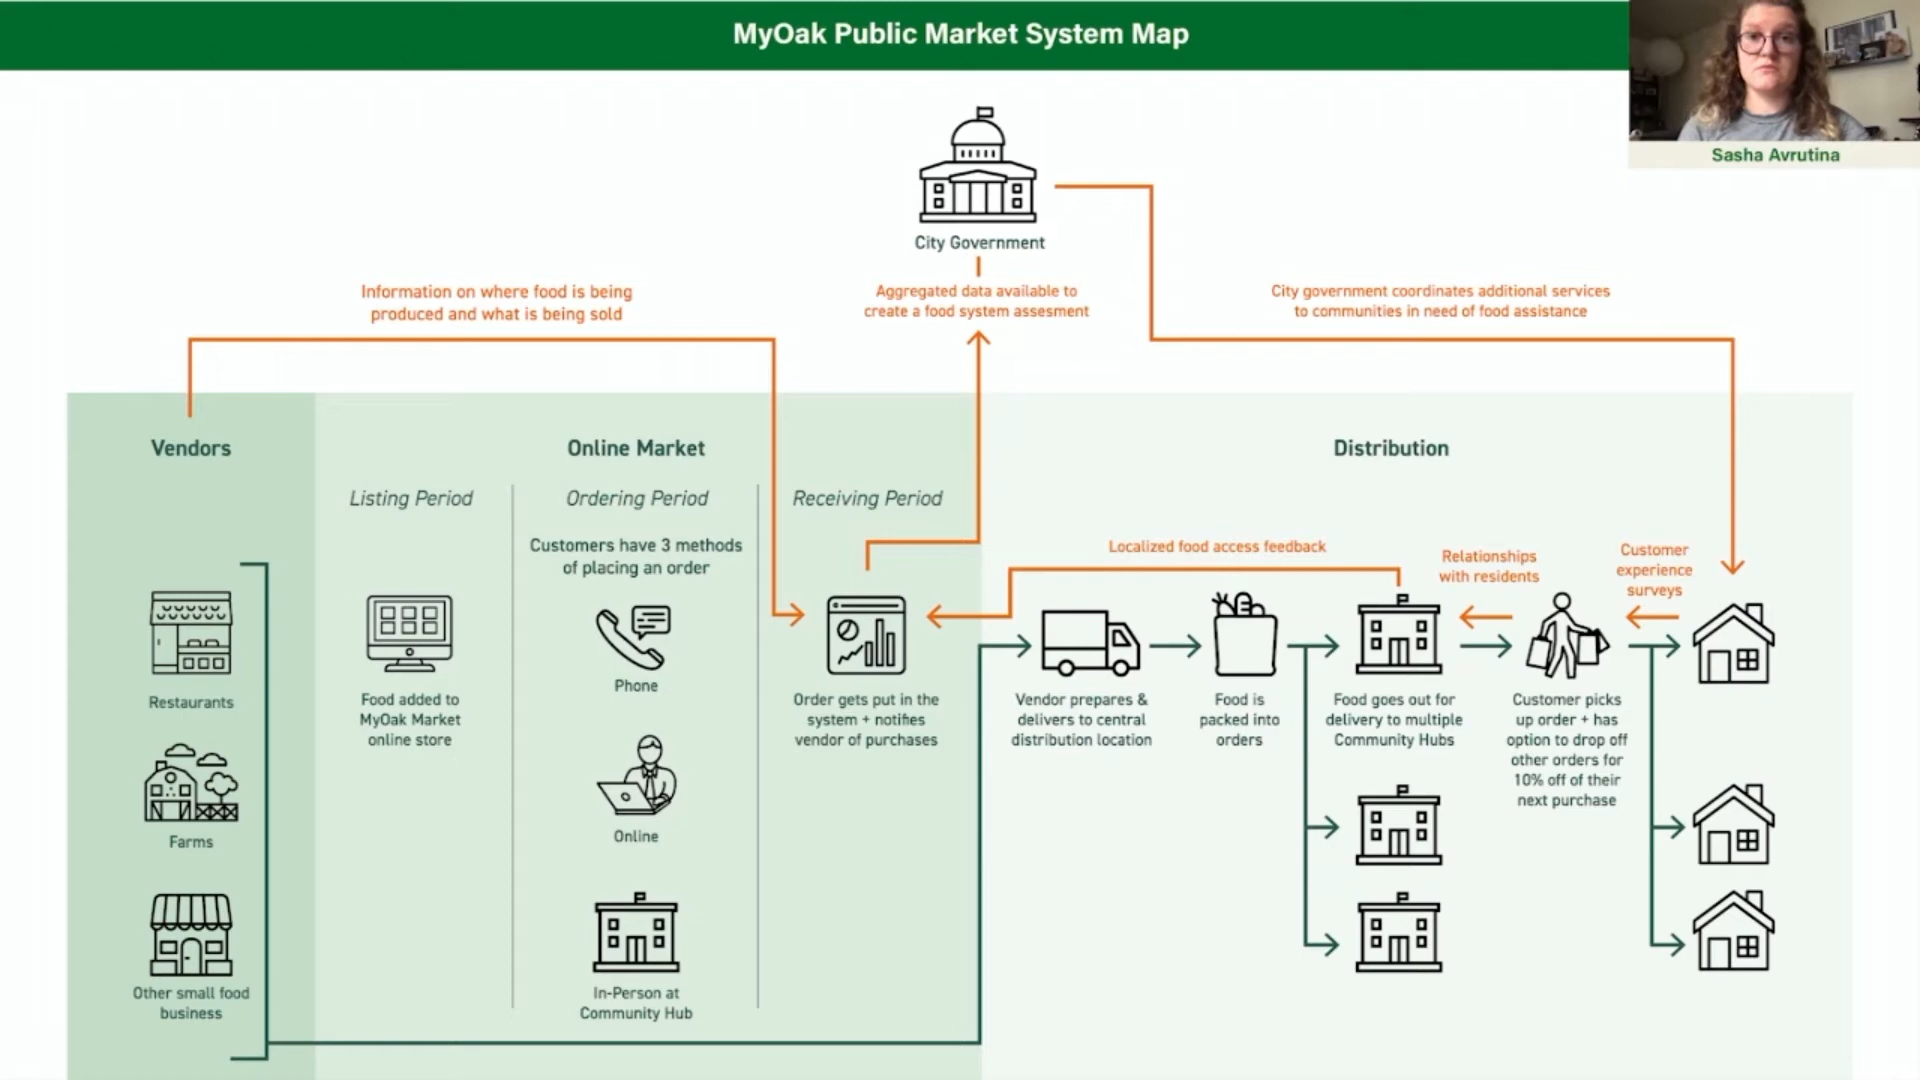 MyOak Public Market System Map
Sasha Avrutina
City Government
Information on where food is being
produced and what is being sold
Aggregated data available to
create a food system assesment
City government coordinates additional services
to communities in need of food assistance
Vendors
Restaurants
Farms
Other small food
business
Online Market
Listing Period
Food added to
MyOak Market
online store
Ordering Period
Customers have 3 methods
of placing an order
Phone
Online
In-Person at
Community Hub
Receiving Period
Order gets put in the
system + notifies
vendor of purchases
Distribution
Localized food access feedback
Relationships
with residents
Customer
experience
surveys
Vendor prepares &
delivers to central
distribution location
Food is
packed into
orders
Food goes out for
delivery to multiple
Community Hubs
Customer picks
up order + has
option to drop off
other orders for
10% off of their
next purchase